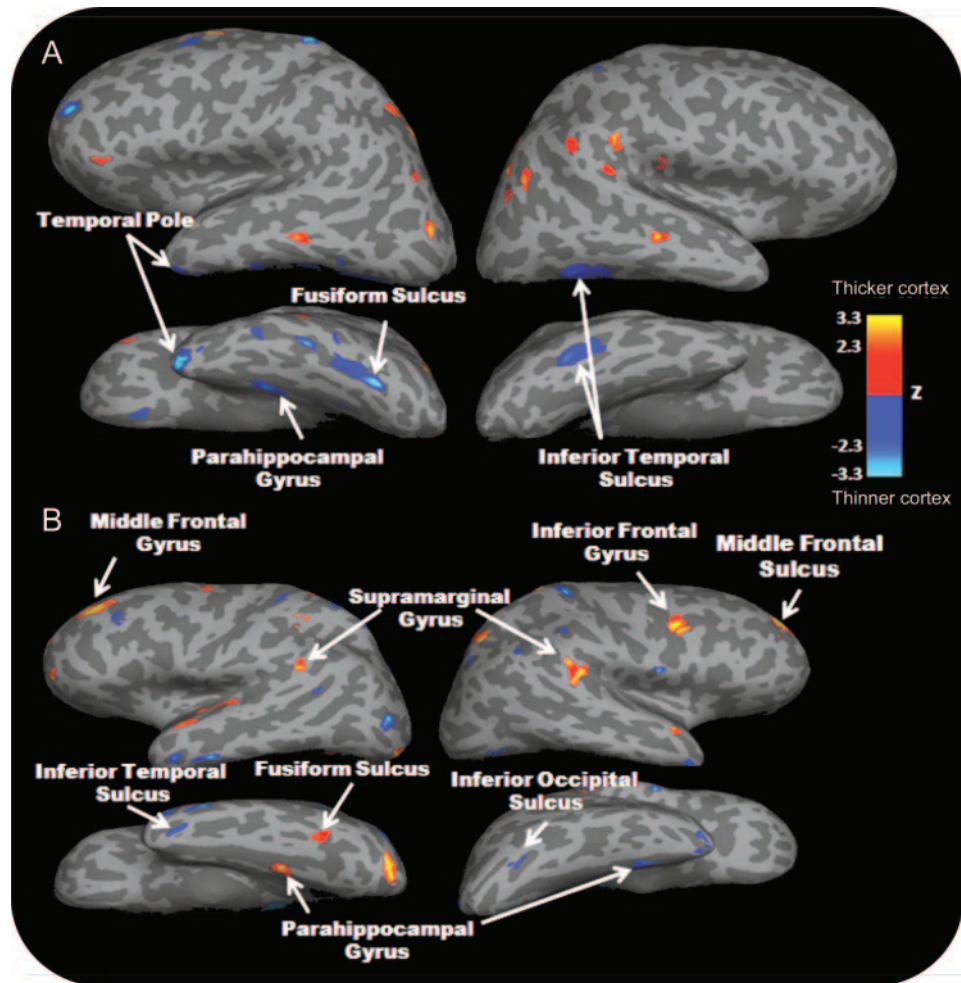 A
Temporal Pole
Fusiform Sulcus
Thicker cortex
3.3
2.3
Z
-2.3
-3.3
Thinner cortex
Parahippocampal
Gyrus
Inferior Temporal
Sulcus
B
Middle Frontal
Gyrus
Inferior Frontal
Gyrus
Middle Frontal
Sulcus
Supramarginal
Gyrus
Inferior Temporal
Sulcus
Fusiform Sulcus
Inferior Occipital
Sulcus
Parahippocampal
Gyrus